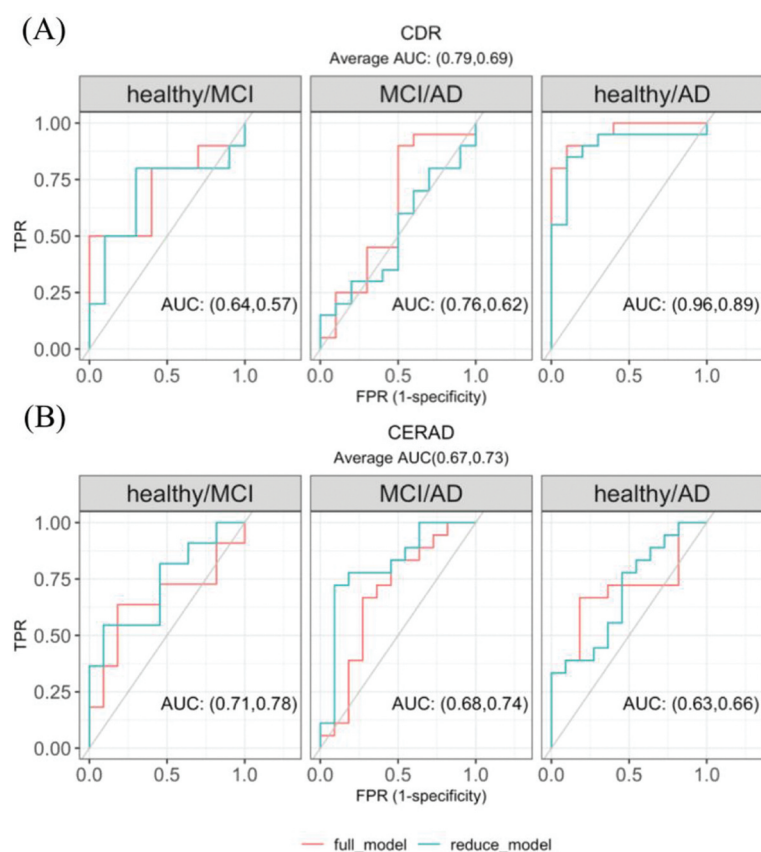 (A)
CDR
Average AUC: (0.79,0.69)
healthy/MCI MCI/AD healthy/AD
1.00
0.75
TPR
0.50
0.25
AUC: (0.64,0.57) AUC: (0.76,0.62) AUC: (0.96,0.89)
0.00
0.0 0.5 1.0 0.0 0.5 1.0 0.0 0.5 1.0
FPR (1-specificity)
(B)
CERAD
Average AUC(0.67,0.73)
healthy/MCI MCI/AD healthy/AD
1.00
0.75
TPR
0.50
0.25
AUC: (0.71,0.78) AUC: (0.68,0.74) AUC: (0.63,0.66)
0.00
0.0 0.5 1.0 0.0 0.5 1.0 0.0 0.5 1.0
FPR (1-specificity)
full_model reduce_model